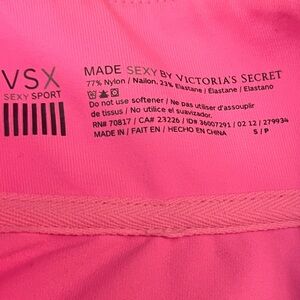 VSX
SEXY SPORT
MADE SEXY BY VICTORIA'S SECRET
77% Nylon / Nailon, 23% Elastane / Élastane / Elastano
Do not use softener / Ne pas utiliser d'assouplir
de tissus / No utilice el suavizador.
RN# 70817 / CA# 23226 / ID# 36007291 / 02 12 / 279934
MADE IN / FAIT EN / HECHO EN CHINA S / P